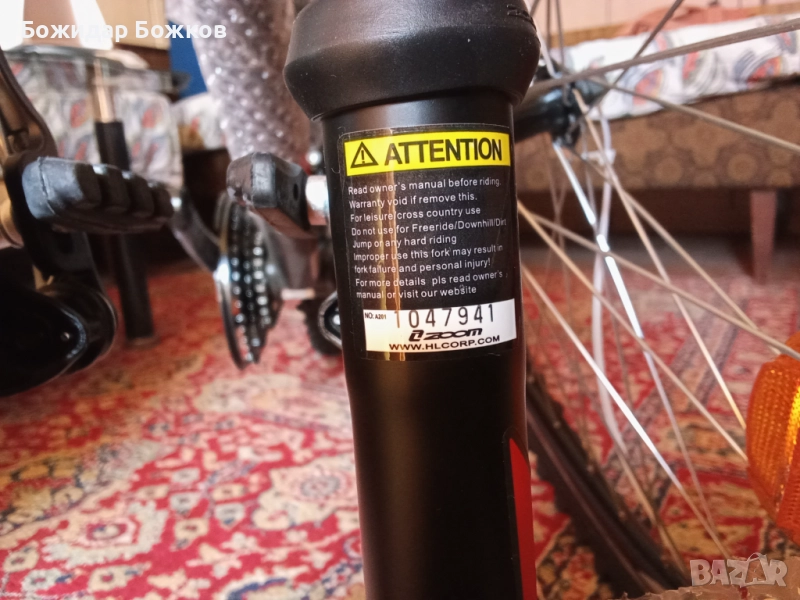 Божидар Божков
ATTENTION
Read owner's manual before riding.
Warranty void if remove this.
For leisure/cross country use
Do not use for Freeride/Downhill/Dirt
Jump or any hard riding
Improper use this fork may result in
fork failure and personal injury!
For more details pls read owner's
manual or visit our website
NO: A201 1047941
ZOOM
WWW.HLCORP.COM
BAZAR